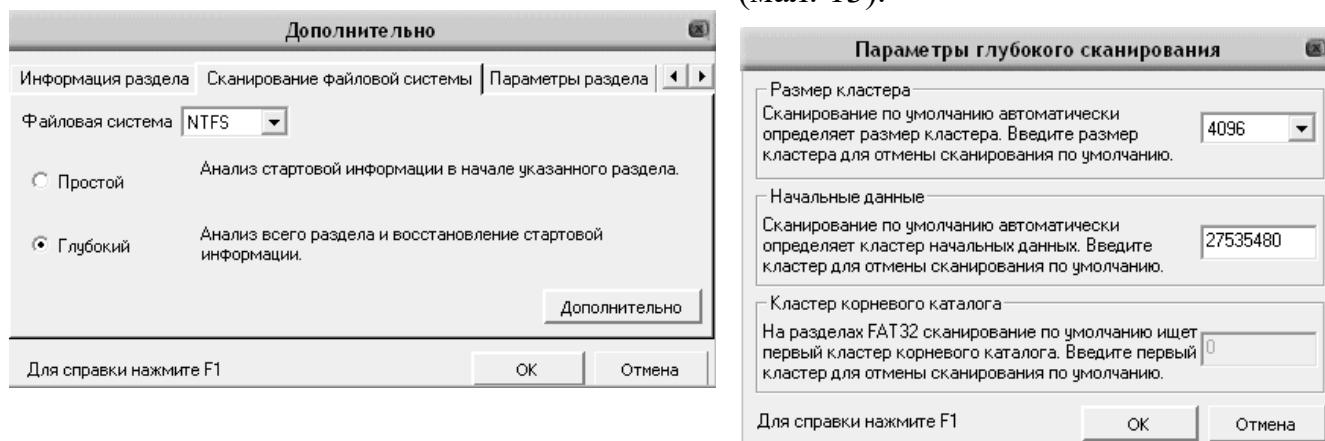 (мал. 13).
Дополнительно
Информация раздела Сканирование файловой системы Параметры раздела
Файловая система NTFS
Простой
Анализ стартовой информации в начале указанного раздела.
Глубокий
Анализ всего раздела и восстановление стартовой
информации.
Дополнительно
Для справки нажмите F1
ОК
Отмена
Параметры глубокого сканирования
Размер кластера
Сканирование по умолчанию автоматически
определяет размер кластера. Введите размер
кластера для отмены сканирования по умолчанию.
4096
Начальные данные
Сканирование по умолчанию автоматически
определяет кластер начальных данных. Введите
кластер для отмены сканирования по умолчанию.
27535480
Кластер корневого каталога
На разделах FAT32 сканирование по умолчанию ищет
первый кластер корневого каталога. Введите первый
кластер для отмены сканирования по умолчанию.
0
Для справки нажмите F1
ОК
Отмена